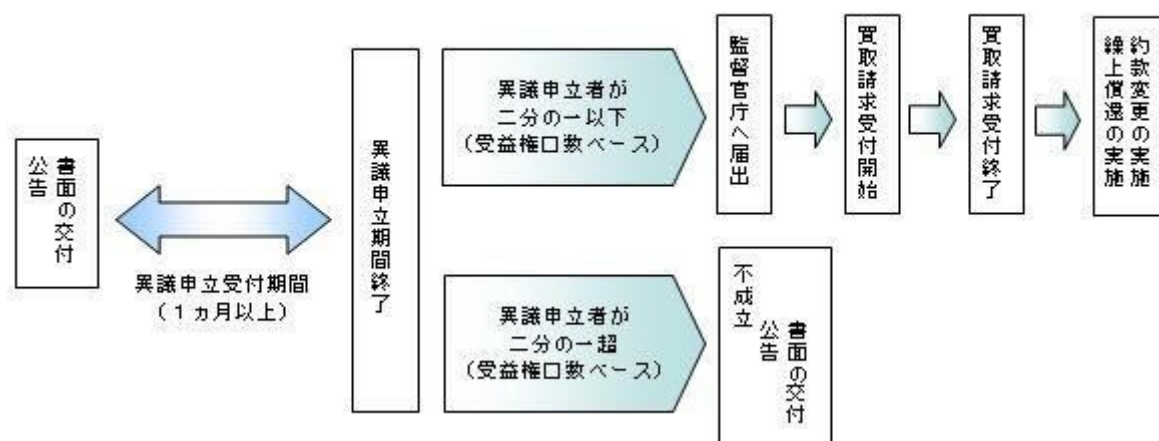 書面の交付
公告
異議申立受付期間
（１ヵ月以上）
異議申立期間終了
異議申立者が
二分の一以下
（受益権口数ベース）
監督官庁へ届出
買取請求受付開始
買取請求受付終了
約款変更の実施
繰上償還の実施
異議申立者が
二分の一超
（受益権口数ベース）
不成立
書面の交付
公告